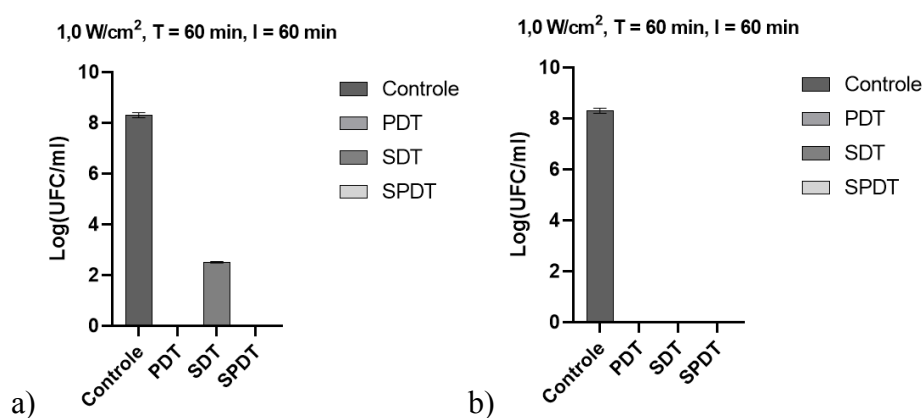 1,0 W/cm², T = 60 min, I = 60 min
Log(UFC/ml)
10
8
6
4
2
0
Controle
PDT
SDT
SPDT
Controle
PDT
SDT
SPDT
a)
1,0 W/cm², T = 60 min, I = 60 min
Log(UFC/ml)
10
8
6
4
2
0
Controle
PDT
SDT
SPDT
Controle
PDT
SDT
SPDT
b)